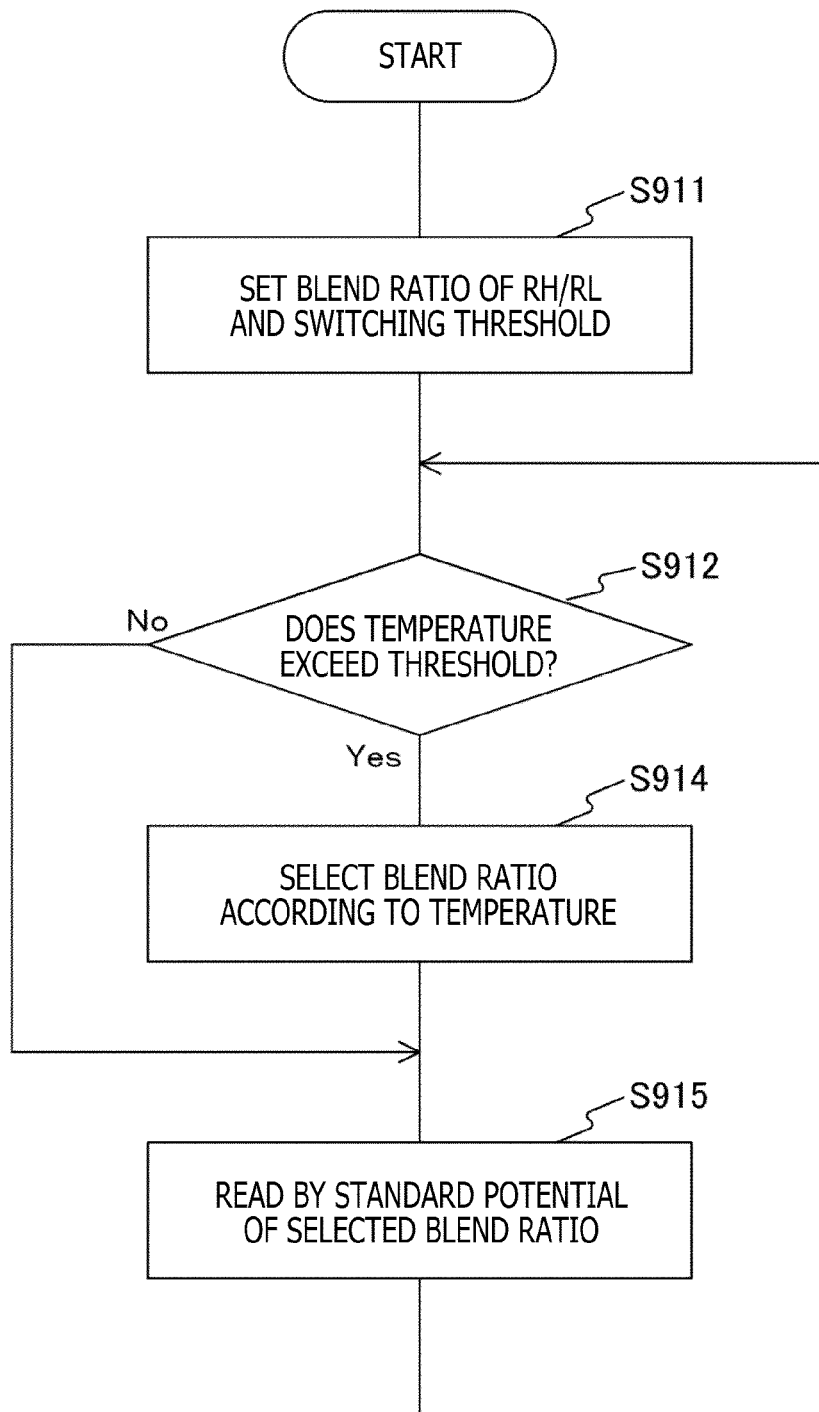 START
S911
SET BLEND RATIO OF RH/RL
AND SWITCHING THRESHOLD
S912
No
DOES TEMPERATURE
EXCEED THRESHOLD?
Yes
S914
SELECT BLEND RATIO
ACCORDING TO TEMPERATURE
S915
READ BY STANDARD POTENTIAL
OF SELECTED BLEND RATIO